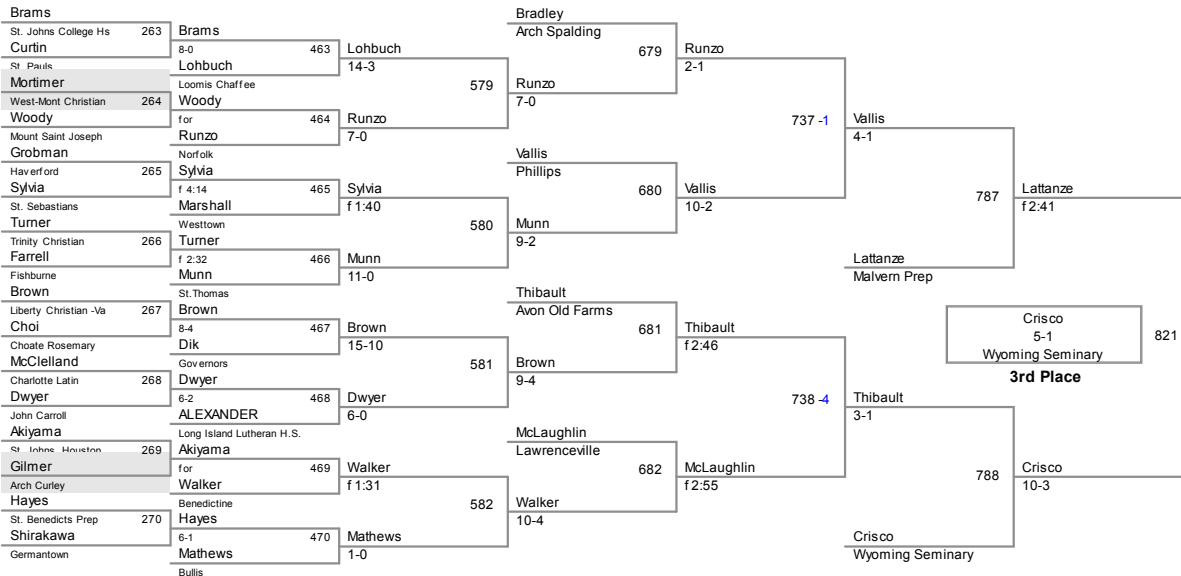 Brams
St. Johns College Hs 263
Curtin
St. Pauls
Mortimer
West-Mont Christian 264
Woody
Mount Saint Joseph
Grobman
Haverford 265
Sylvia
St. Sebastians
Turner
Trinity Christian 266
Farrell
Fishburne
Brown
Liberty Christian -Va 267
Choi
Choate Rosemary
McClelland
Charlotte Latin 268
Dwyer
John Carroll
Akiyama
St. Johns, Houston 269
Gilmer
Arch Curley
Hayes
St. Benedicts Prep 270
Shirakawa
Germantown
Brams
8-0 463
Lohbuch
Loomis Chaffee
Woody
for 464
Runzo
Norfolk
Sylvia
f 4:14 465
Marshall
Westtown
Turner
f 2:32 466
Munn
St.Thomas
Brown
8-4 467
Dik
Governors
Dwyer
6-2 468
ALEXANDER
Long Island Lutheran H.S.
Akiyama
for 469
Walker
Benedictine
Hayes
6-1 470
Mathews
Bullis
Lohbuch
14-3
579
Runzo
7-0
Sylvia
f 1:40
580
Munn
11-0
Brown
15-10
581
Dwyer
6-0
Walker
f 1:31
582
Mathews
1-0
Bradley
Arch Spalding
679
Runzo
7-0
Vallis
Phillips
680
Munn
9-2
Thibault
Avon Old Farms
681
Brown
9-4
McLaughlin
Lawrenceville
682
Walker
10-4
Runzo
2-1
737 -1
Vallis
10-2
Thibault
f 2:46
738 -4
McLaughlin
f 2:55
Vallis
4-1
787
Lattanze
Malvern Prep
Thibault
3-1
788
Crisco
Wyoming Seminary
Lattanze
f 2:41
Crisco
5-1 821
Wyoming Seminary
3rd Place
Crisco
10-3